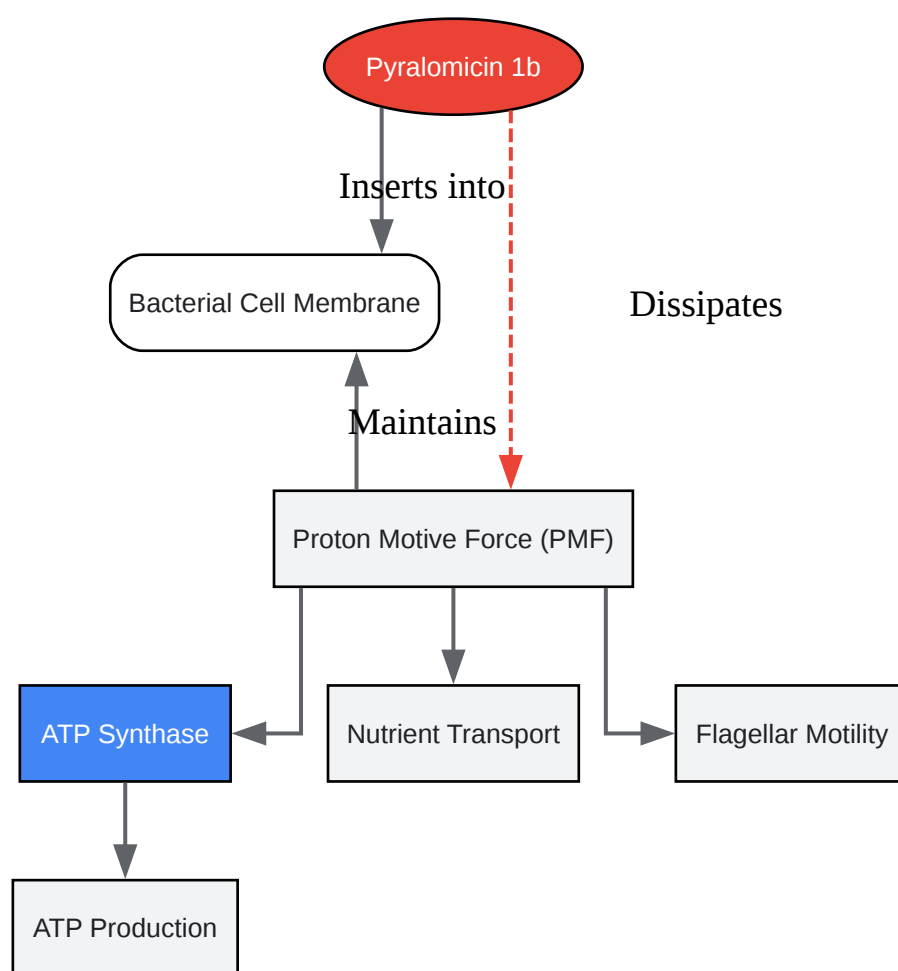 Pyralomicin 1b
Inserts into
Bacterial Cell Membrane
Dissipates
Maintains
Proton Motive Force (PMF)
ATP Synthase
Nutrient Transport
Flagellar Motility
ATP Production